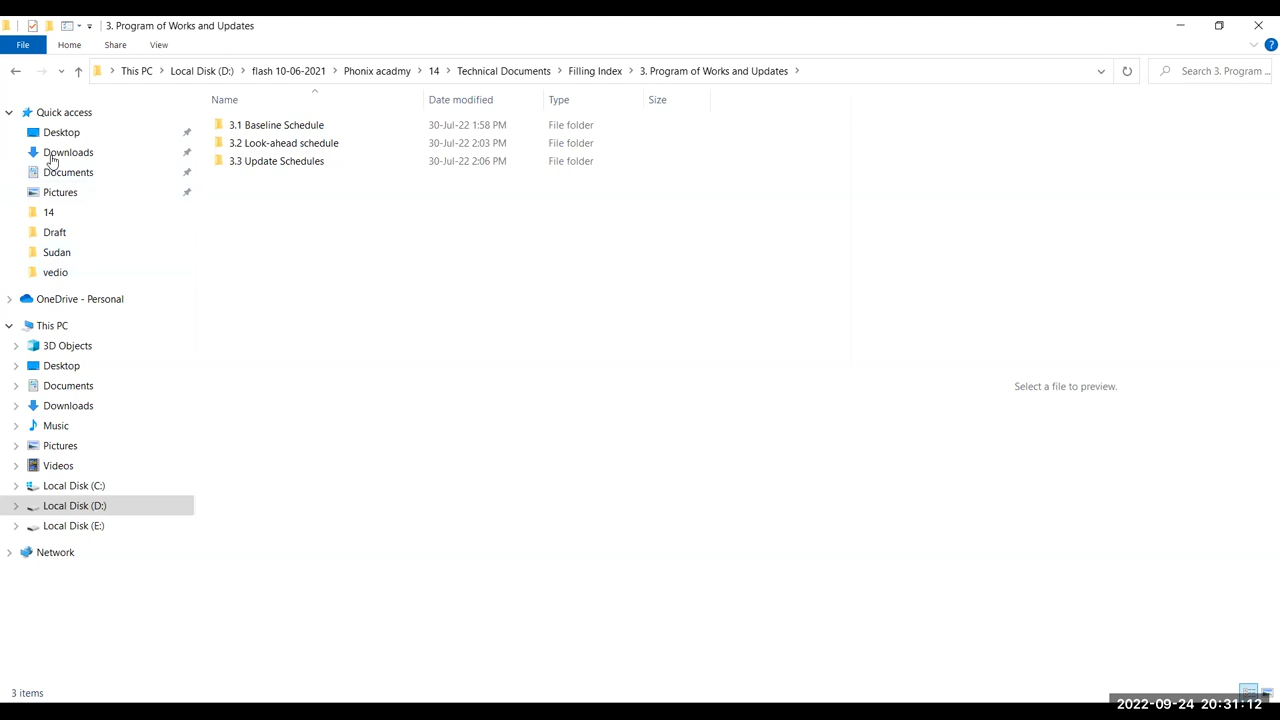 3. Program of Works and Updates
File Home Share View
This PC Local Disk (D:) flash 10-06-2021 Phonix acadmy 14 Technical Documents Filling Index 3. Program of Works and Updates Search 3. Program ...
Name Date modified Type Size
Quick access
Desktop
Downloads
Documents
Pictures
14
Draft
Sudan
vedio
OneDrive - Personal
This PC
3D Objects
Desktop
Documents
Downloads
Music
Pictures
Videos
Local Disk (C:)
Local Disk (D:)
Local Disk (E:)
Network
3.1 Baseline Schedule 30-Jul-22 1:58 PM File folder
3.2 Look-ahead schedule 30-Jul-22 2:03 PM File folder
3.3 Update Schedules 30-Jul-22 2:06 PM File folder
Select a file to preview.
3 items
2022-09-24 20:31:12